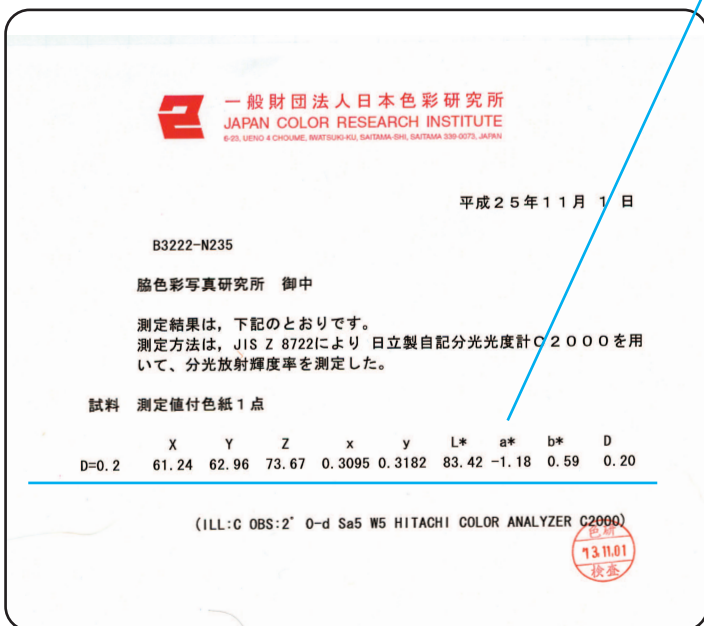 一般財団法人日本色彩研究所
JAPAN COLOR RESEARCH INSTITUTE
6-23, UENO 4 CHOUME, IWATSUKI-KU, SAITAMA-SHI, SAITAMA 339-0073, JAPAN
平成25年11月 1 日
B3222-N235
脇色彩写真研究所 御中
測定結果は，下記のとおりです。
測定方法は，JIS Z 8722により 日立製自記分光光度計C2000を用
いて、分光放射輝度率を測定した。
試料 測定値付色紙1点
X Y Z x y L* a* b* D
D=0.2 61.24 62.96 73.67 0.3095 0.3182 83.42 -1.18 0.59 0.20
(ILL:C OBS:2ﾟ 0-d Sa5 W5 HITACHI COLOR ANALYZER C2000)
色研
'13.11.01
検査